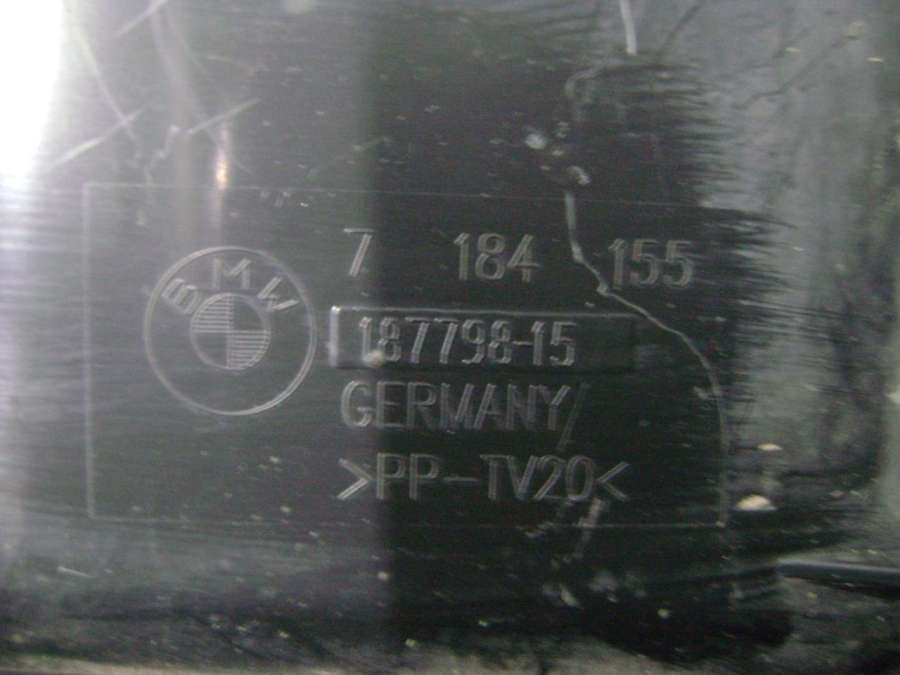 BMW
7 184 155
187798-15
GERMANY
>PP-TV20<